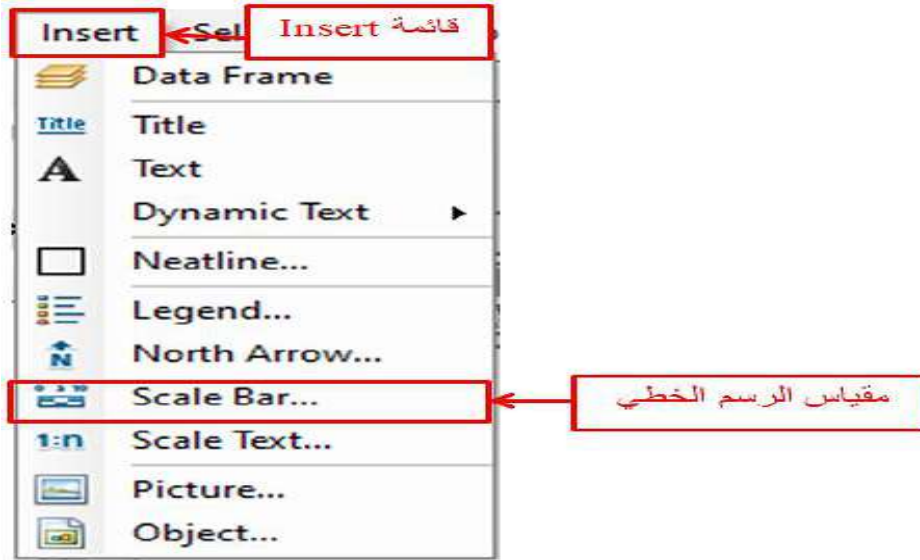 Insert Sel قائمة Insert
Data Frame
Title Title
A Text
Dynamic Text
Neatline...
Legend...
N North Arrow...
Scale Bar... مقياس الرسم الخطي
1:n Scale Text...
Picture...
Object...